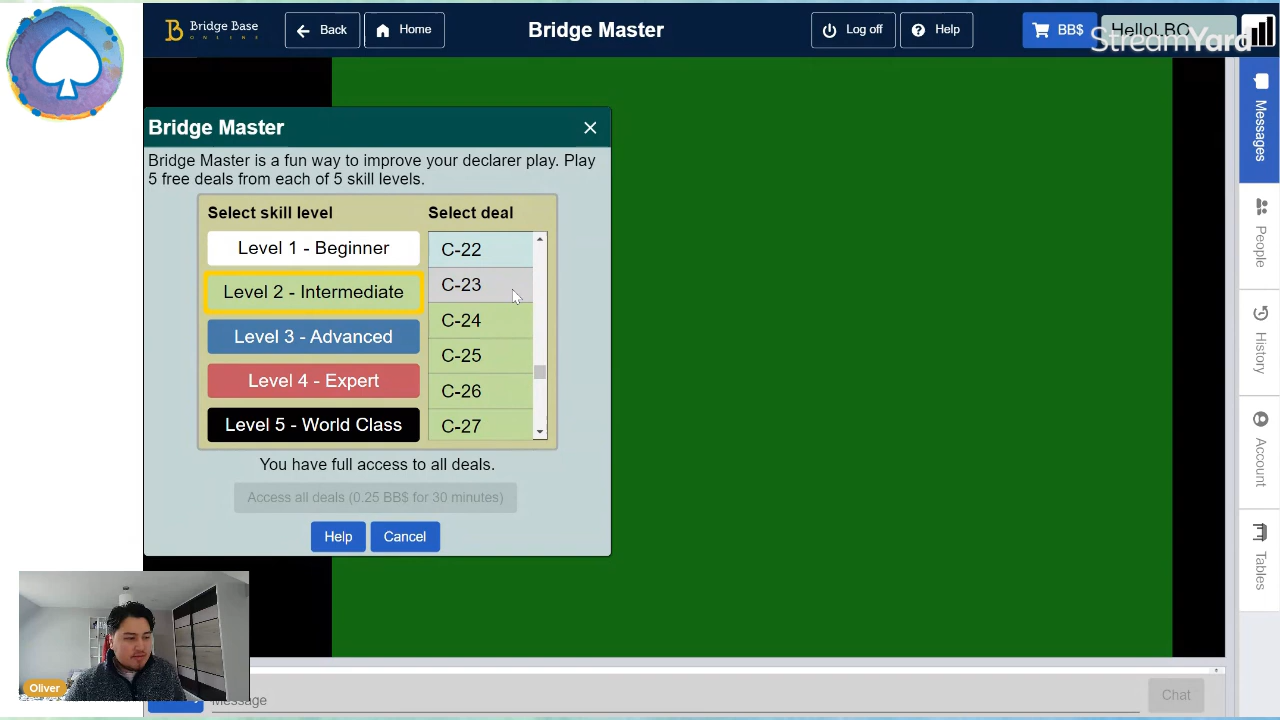 Bridge Base
ONLINE
Back
Home
Bridge Master
Log off
Help
BB$
HelloLBC
StreamYard
Messages
People
History
Account
Tables
Bridge Master
Bridge Master is a fun way to improve your declarer play. Play
5 free deals from each of 5 skill levels.
Select skill level
Select deal
Level 1 - Beginner
Level 2 - Intermediate
Level 3 - Advanced
Level 4 - Expert
Level 5 - World Class
C-22
C-23
C-24
C-25
C-26
C-27
You have full access to all deals.
Access all deals (0.25 BB$ for 30 minutes)
Help
Cancel
Oliver
Message
Chat